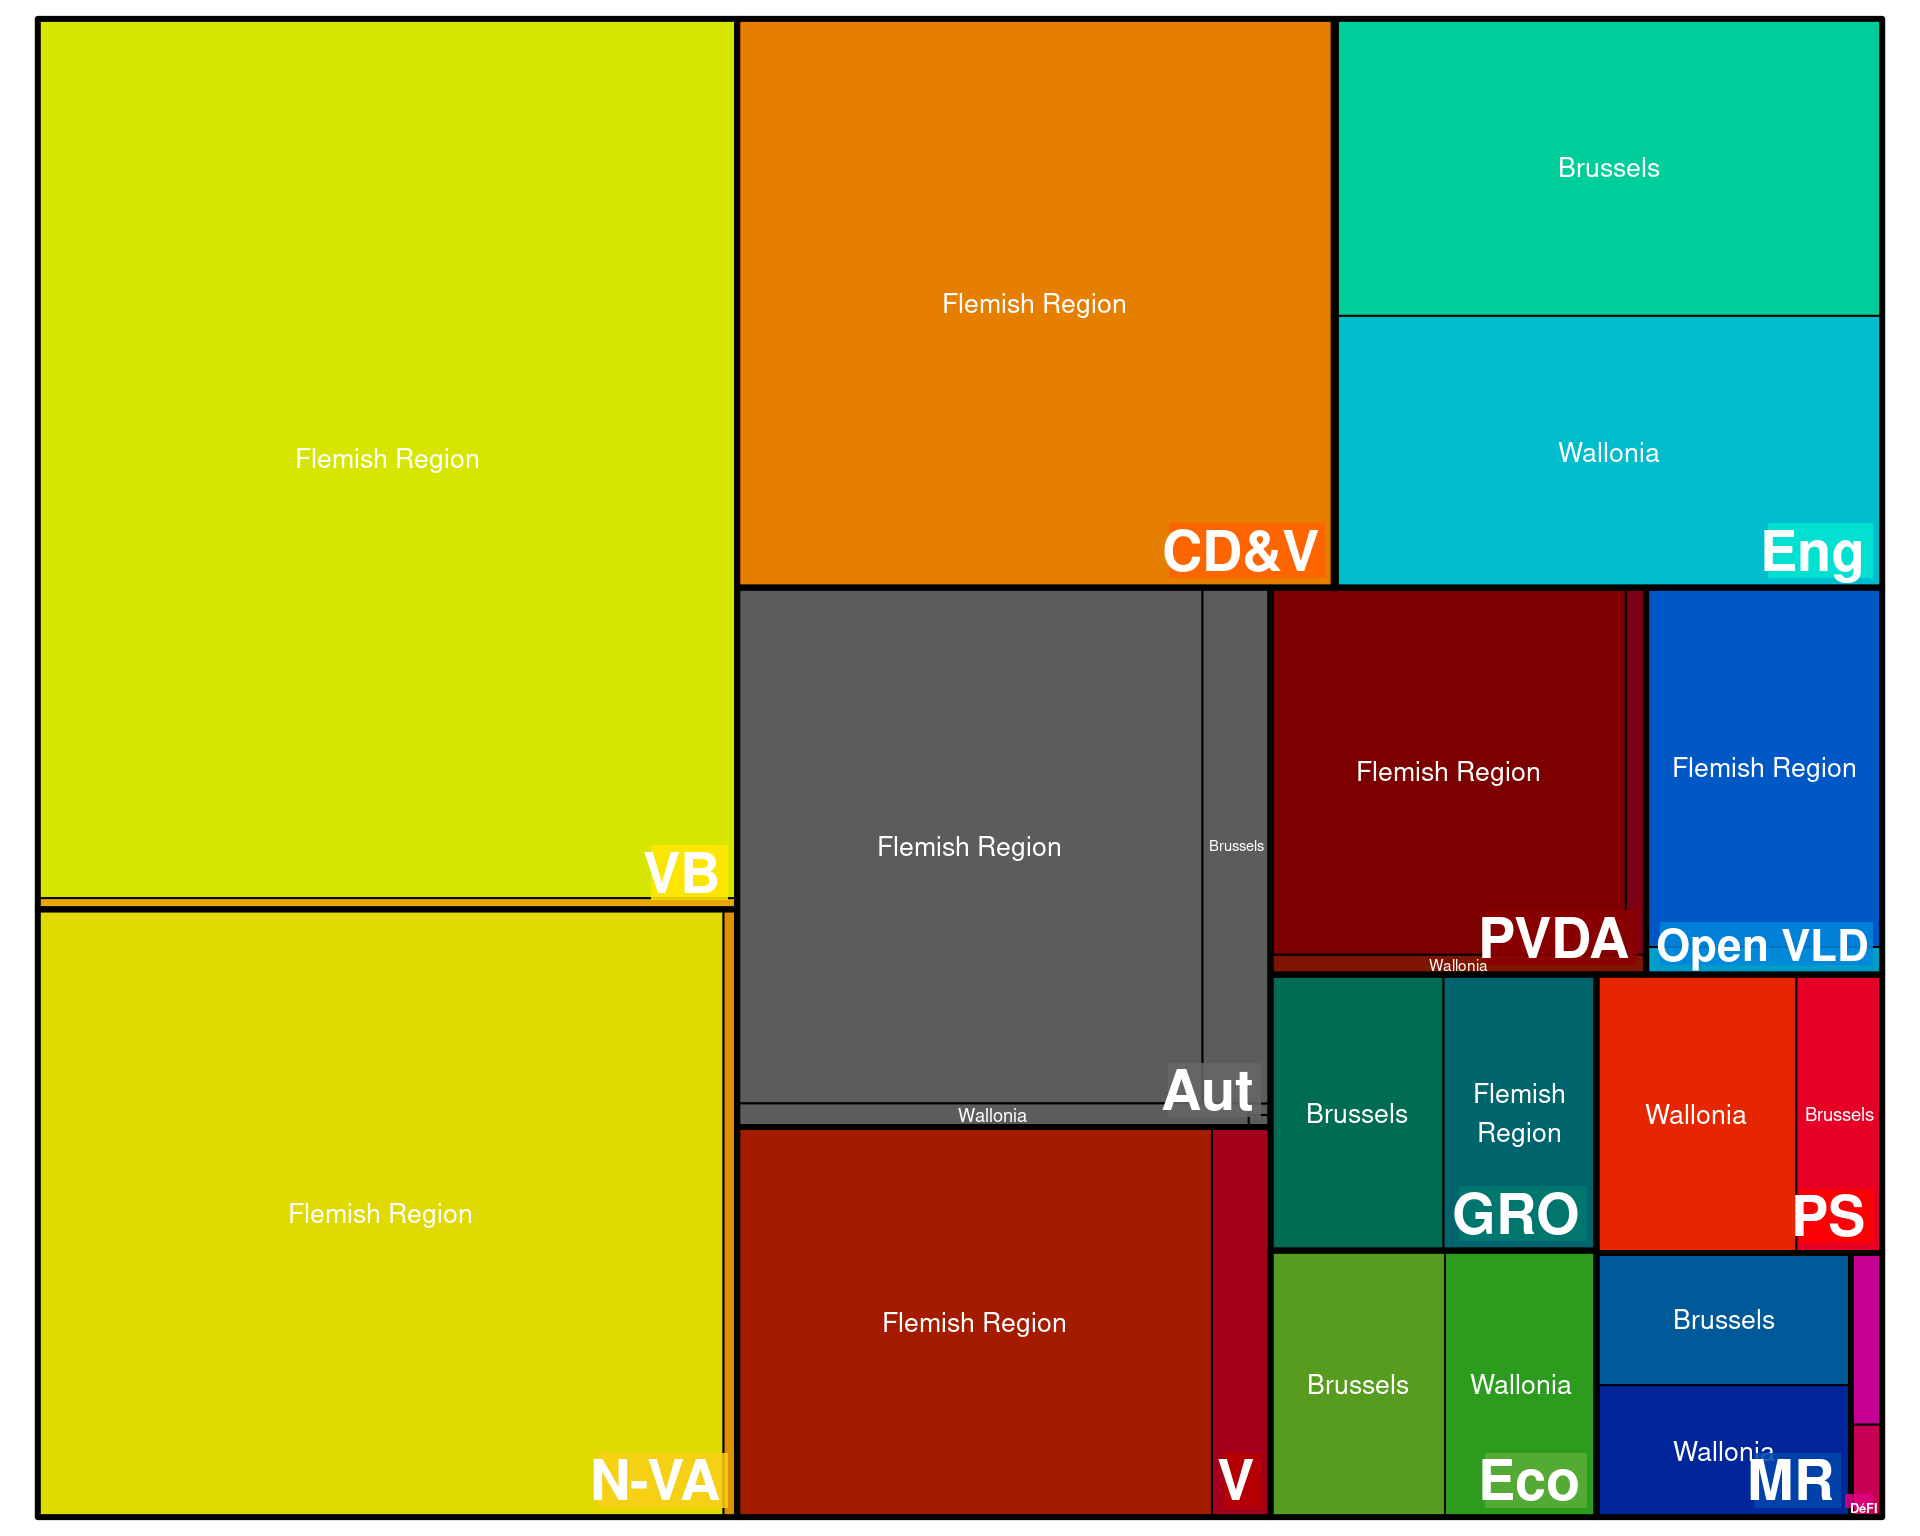 Flemish Region
VB
Flemish Region
N-VA
Flemish Region
CD&V
Brussels
Wallonia
Eng
Flemish Region
Brussels
Wallonia
Aut
Flemish Region
V
Flemish Region
Wallonia
PVDA
Flemish Region
Open VLD
Brussels
Flemish
Region
GRO
Wallonia
Brussels
PS
Brussels
Wallonia
Eco
Brussels
Wallonia
MR
DéFI